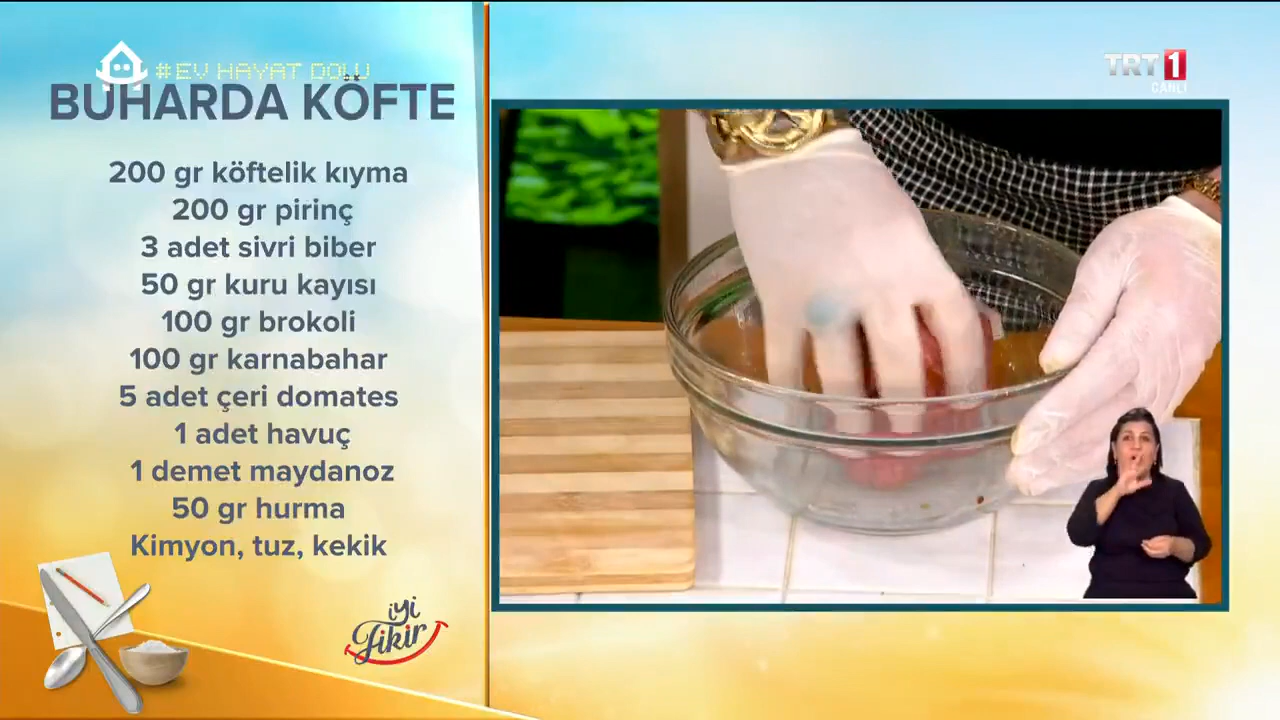 #EV HAYAT DOLU
BUHARDA KÖFTE
200 gr köftelik kıyma
200 gr pirinç
3 adet sivri biber
50 gr kuru kayısı
100 gr brokoli
100 gr karnabahar
5 adet çeri domates
1 adet havuç
1 demet maydanoz
50 gr hurma
Kimyon, tuz, kekik
iyi
fikir
TRT 1
CANLI